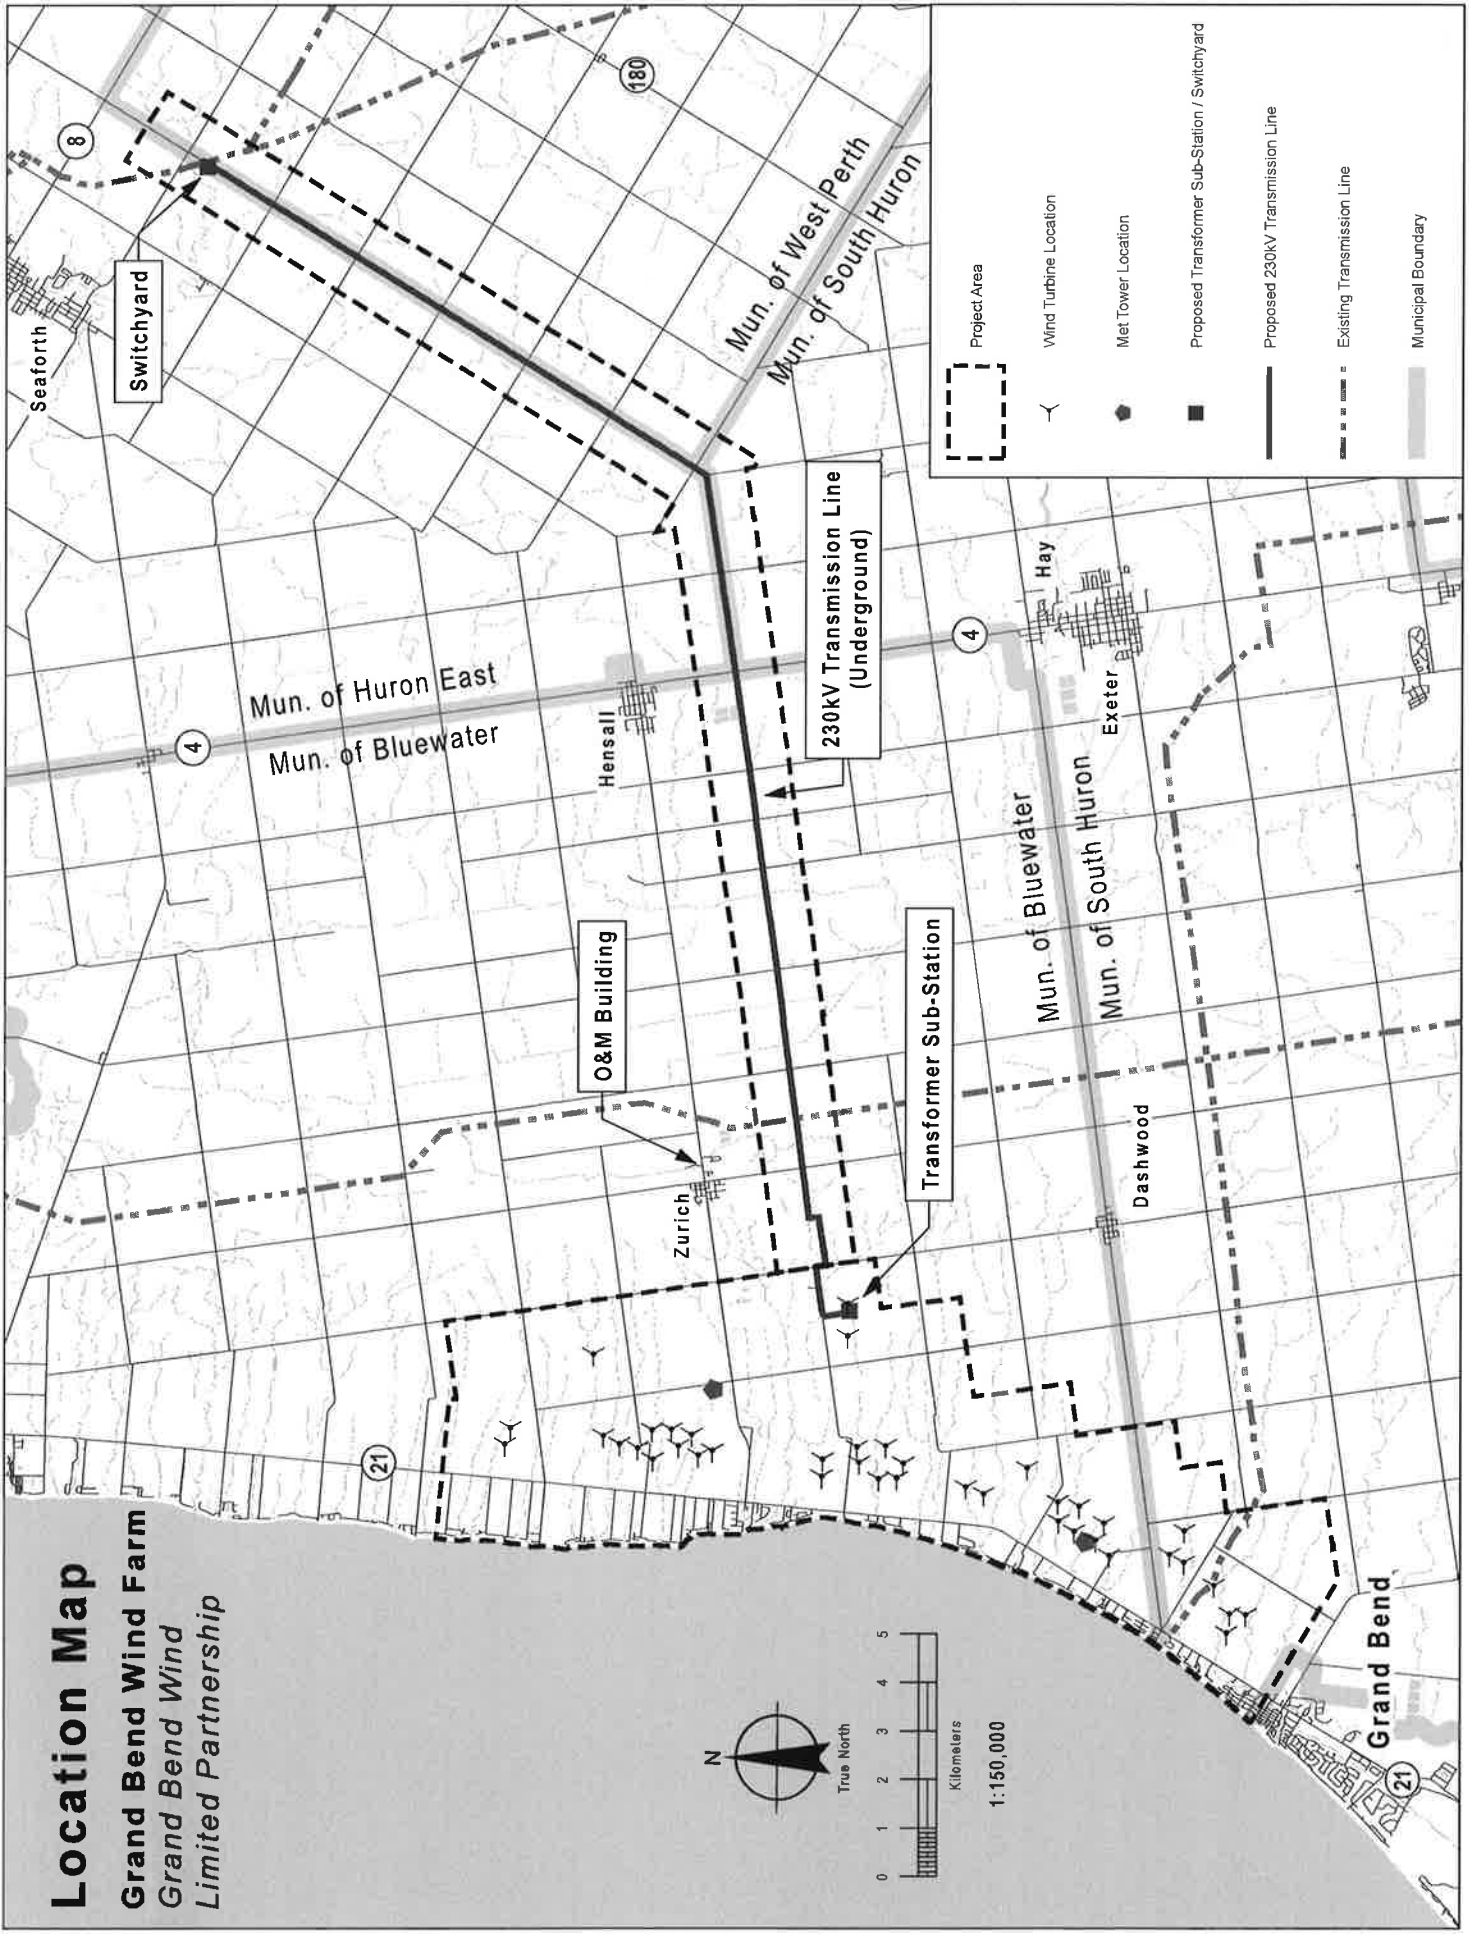 Location Map
Grand Bend Wind Farm
Grand Bend Wind
Limited Partnership
N
True North
0 1 2 3 4 5
Kilometers
1:150,000
Seaforth
Switchyard
8
180
Mun. of West Perth
Mun. of South Huron
Mun. of Huron East
4
Mun. of Bluewater
Hensall
230kV Transmission Line
(Underground)
O&M Building
Zurich
Transformer Sub-Station
21
4
Hay
Exeter
Mun. of Bluewater
Mun. of South Huron
Dashwood
Grand Bend
21
Project Area
Wind Turbine Location
Met Tower Location
Proposed Transformer Sub-Station / Switchyard
Proposed 230kV Transmission Line
Existing Transmission Line
Municipal Boundary